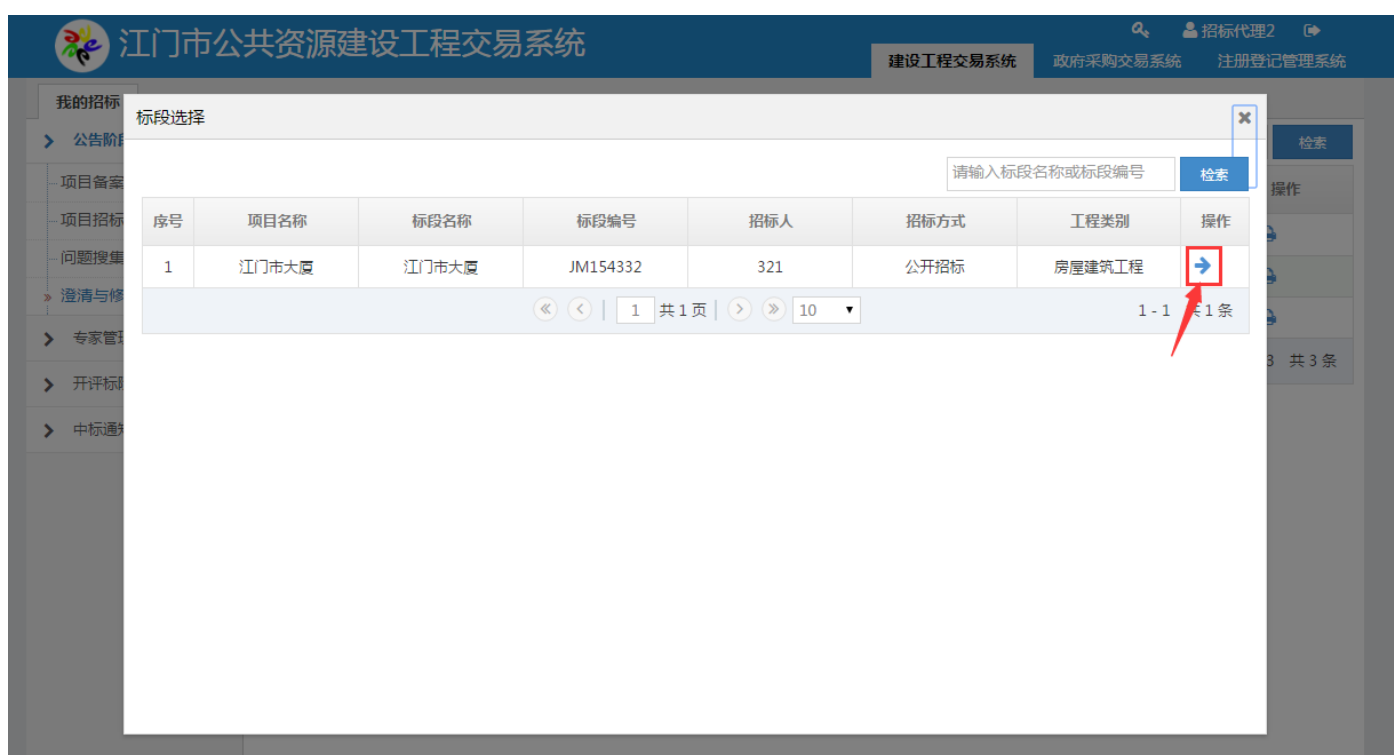 江门市公共资源建设工程交易系统
招标代理2
建设工程交易系统 政府采购交易系统 注册登记管理系统
我的招标
标段选择
公告阶段
检索
请输入标段名称或标段编号 检索
项目备案
操作
项目招标
序号 项目名称 标段名称 标段编号 招标人 招标方式 工程类别 操作
问题搜集
1 江门市大厦 江门市大厦 JM154332 321 公开招标 房屋建筑工程
澄清与修
1 共 1 页 10 1 - 1 共 1 条
专家管理
3 共 3 条
开评标阶
中标通知